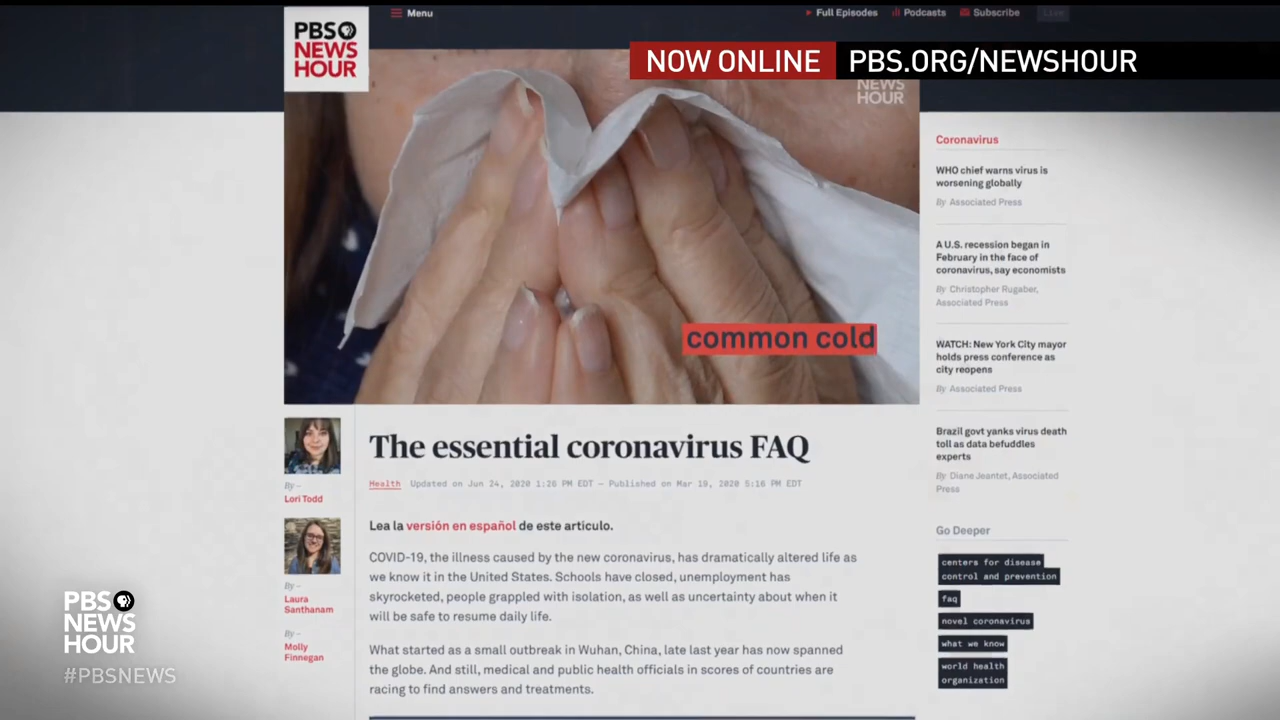 PBS
NEWS
HOUR
Menu
Full Episodes
Podcasts
Subscribe
Live
NOW ONLINE
PBS.ORG/NEWSHOUR
NEWS
HOUR
common cold
The essential coronavirus FAQ
Health Updated on Jun 24, 2020 1:26 PM EDT — Published on Mar 19, 2020 5:16 PM EDT
By —
Lori Todd
By —
Laura
Santhanam
By —
Molly
Finnegan
Lea la versión en español de este artículo.
COVID-19, the illness caused by the new coronavirus, has dramatically altered life as
we know it in the United States. Schools have closed, unemployment has
skyrocketed, people grappled with isolation, as well as uncertainty about when it
will be safe to resume daily life.
What started as a small outbreak in Wuhan, China, late last year has now spanned
the globe. And still, medical and public health officials in scores of countries are
racing to find answers and treatments.
Coronavirus
WHO chief warns virus is
worsening globally
By Associated Press
A U.S. recession began in
February in the face of
coronavirus, say economists
By Christopher Rugaber,
Associated Press
WATCH: New York City mayor
holds press conference as
city reopens
By Associated Press
Brazil govt yanks virus death
toll as data befuddles
experts
By Diane Jeantet, Associated
Press
Go Deeper
centers for disease
control and prevention
faq
novel coronavirus
what we know
world health
organization
PBS
NEWS
HOUR
#PBSNEWS